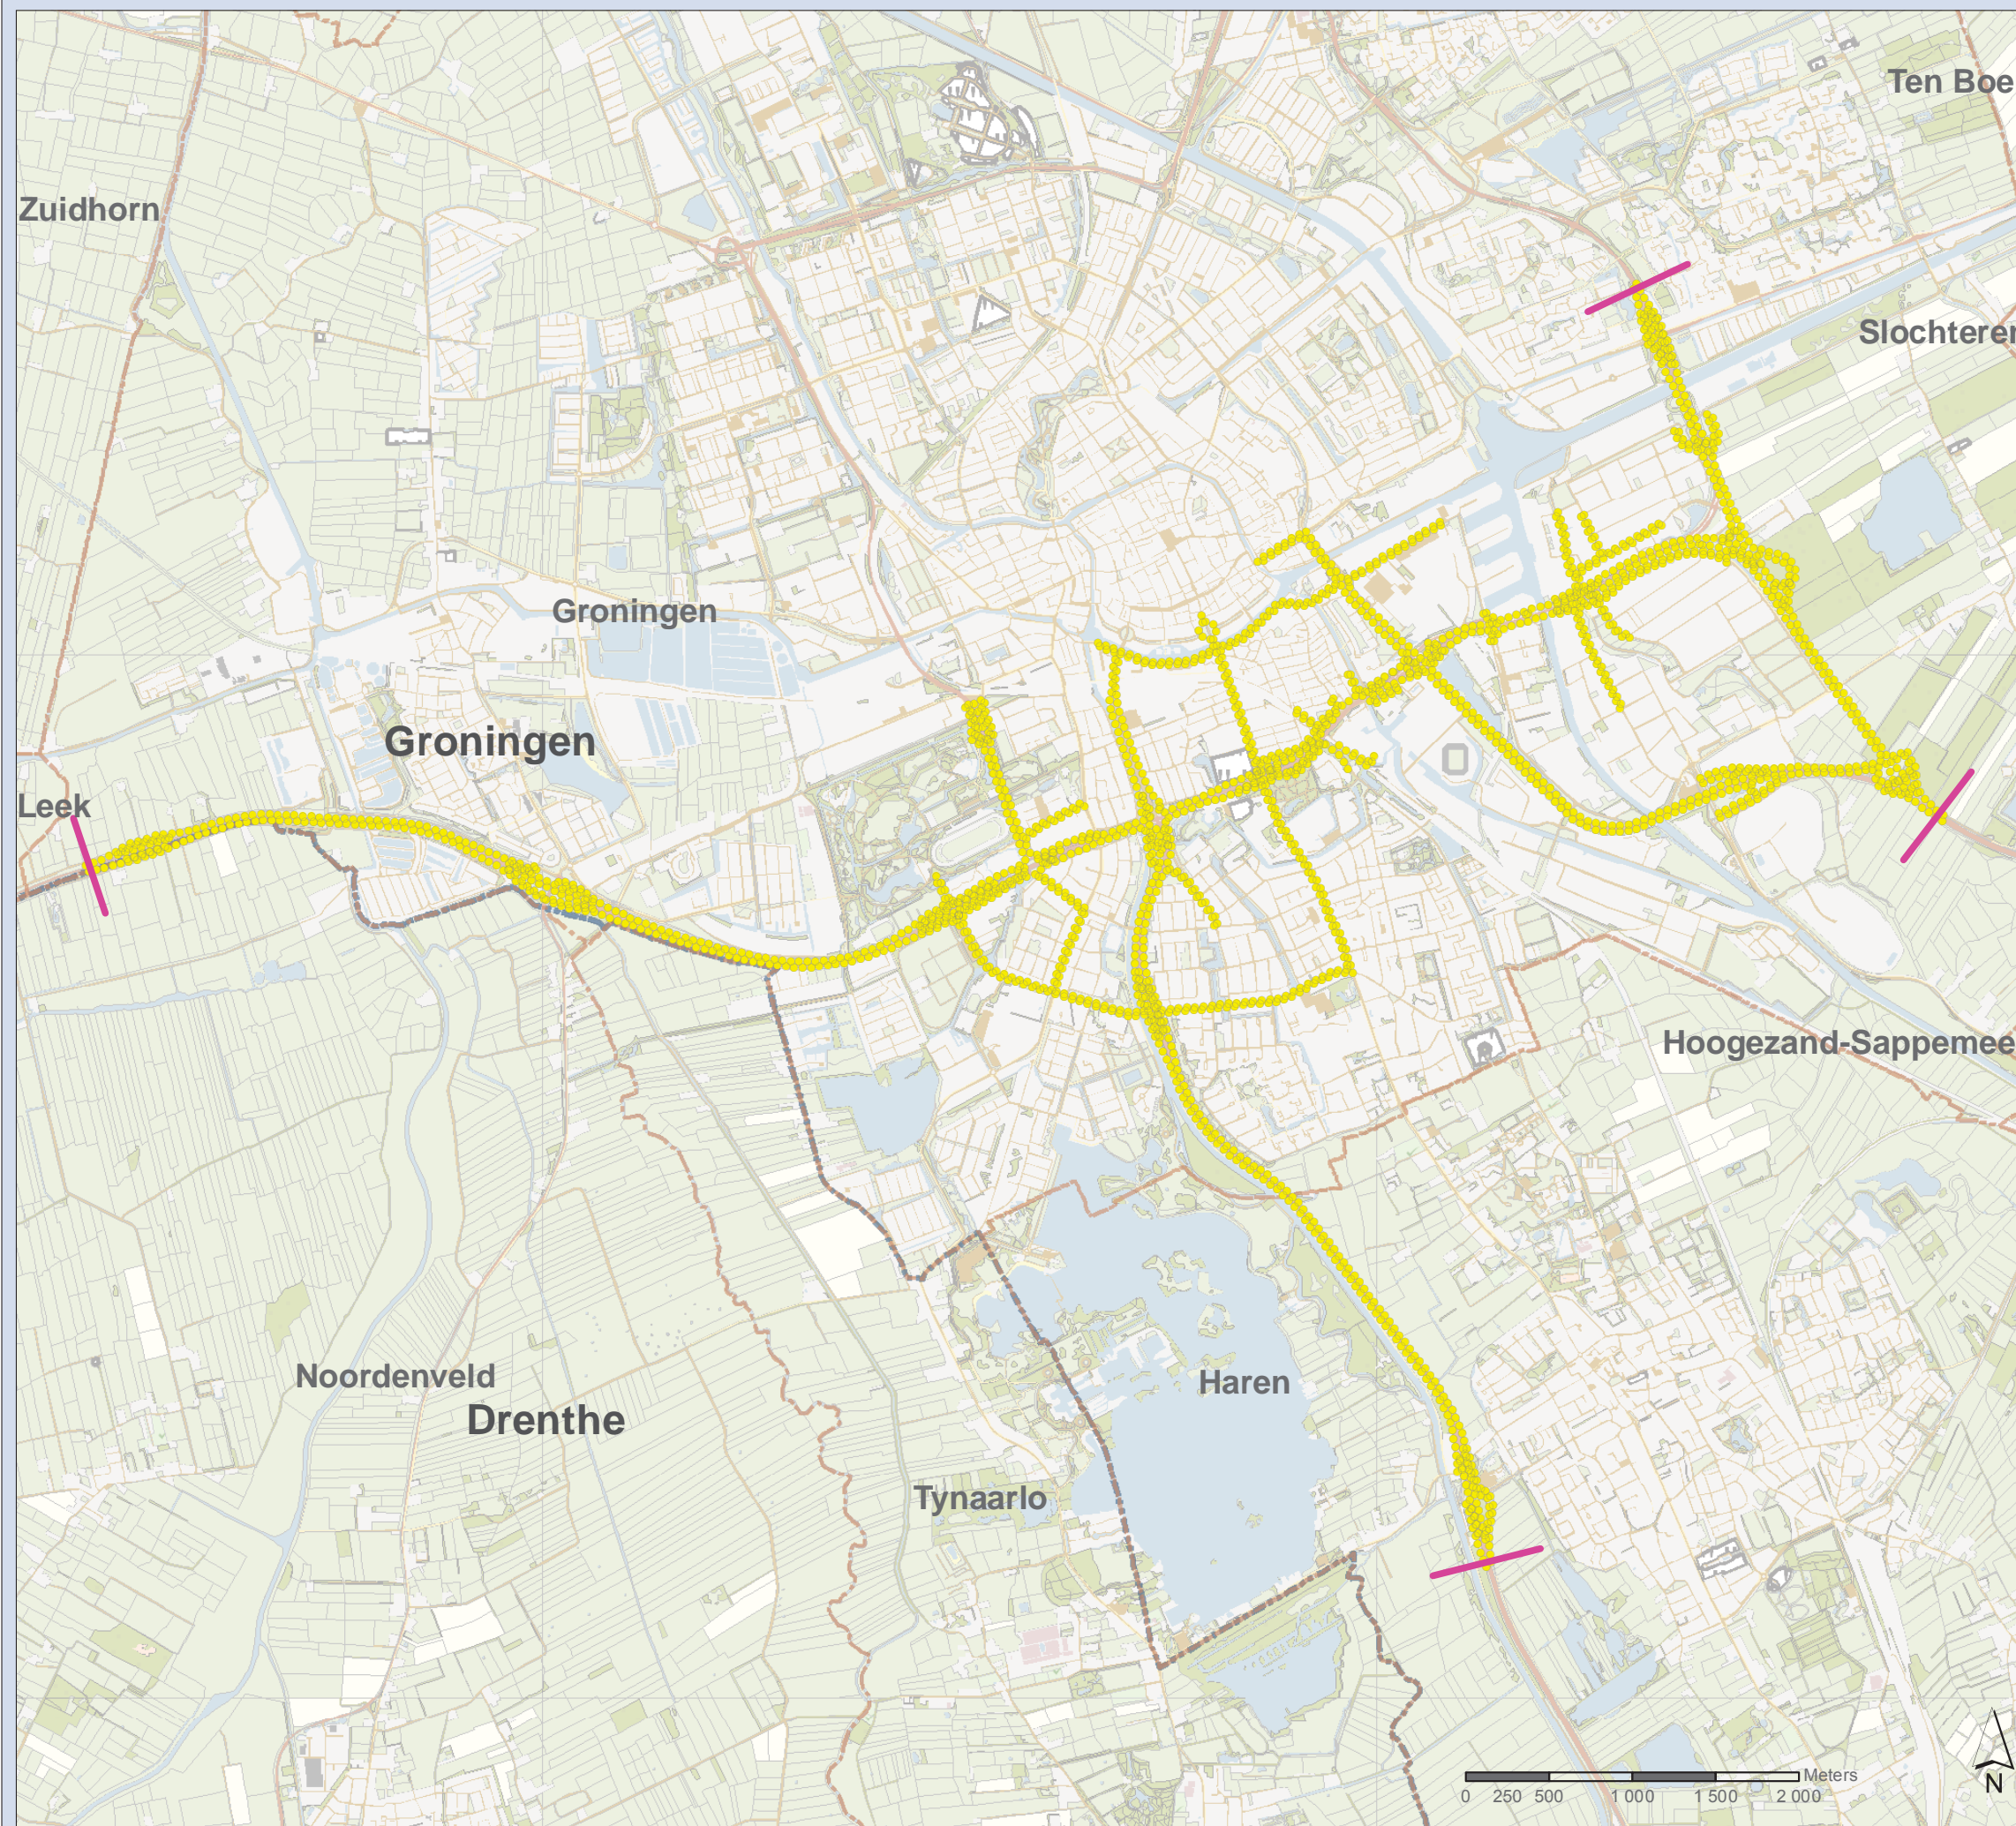 Ten Boe
Zuidhorn
Slochteren
Groningen
Groningen
Leek
Hoogezand-Sappemee
Noordenveld
Haren
Drenthe
Tynaarlo
Meters
0 250 500 1 000 1 500 2 000
N